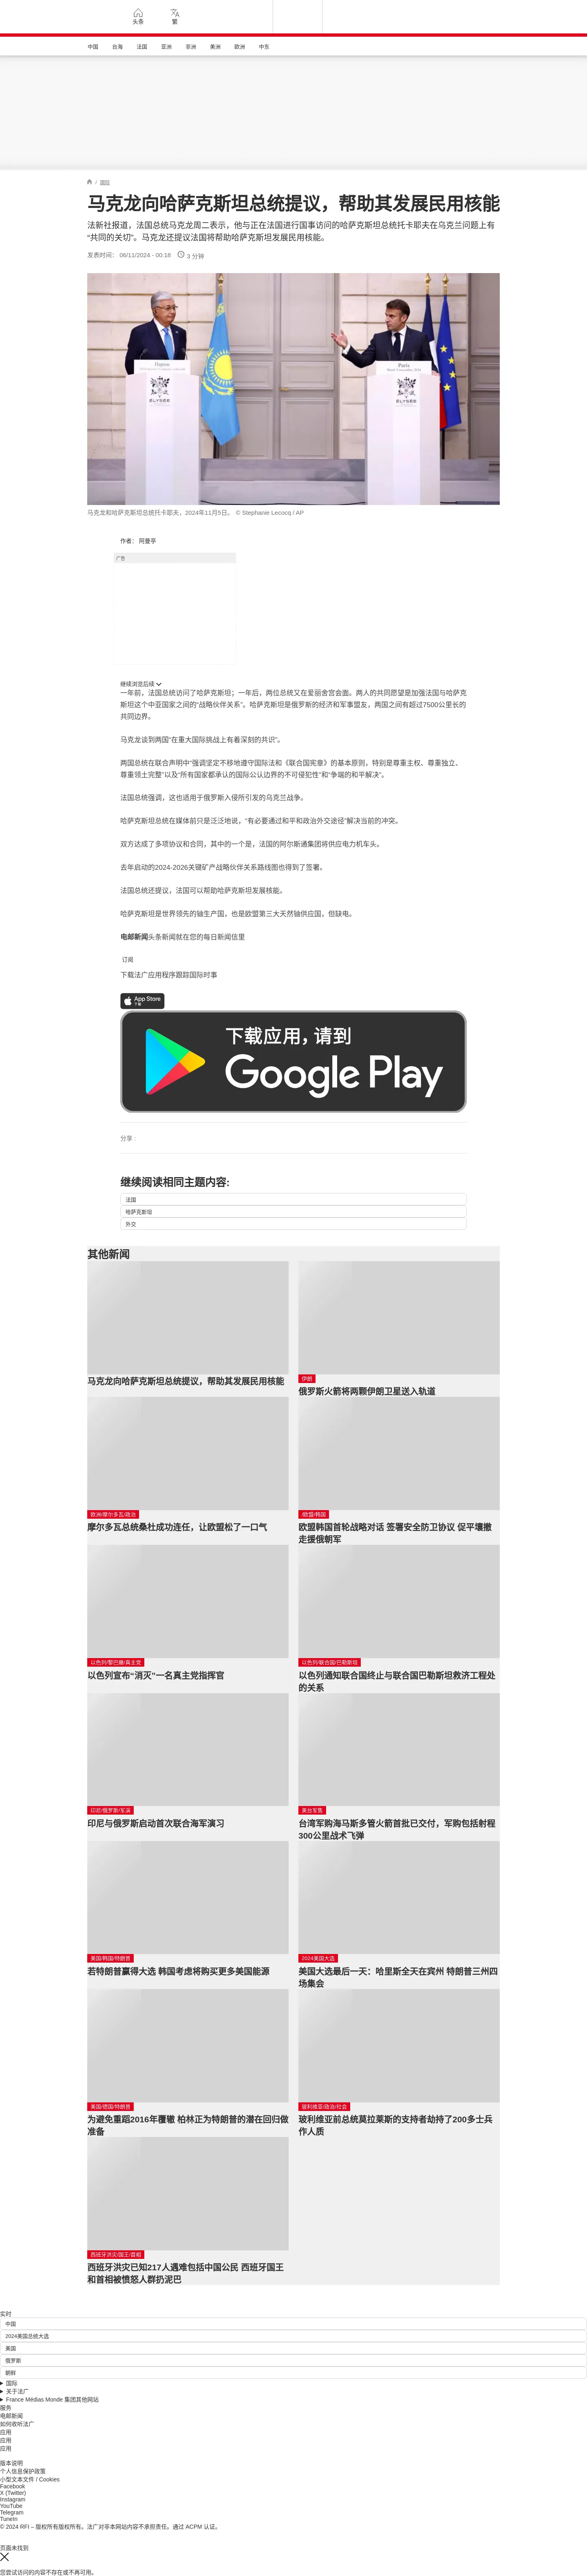 头条
繁
中国 台海 法国 亚洲 非洲 美洲 欧洲 中东
/ 国际
马克龙向哈萨克斯坦总统提议，帮助其发展民用核能
法新社报道，法国总统马克龙周二表示，他与正在法国进行国事访问的哈萨克斯坦总统托卡耶夫在乌克兰问题上有
“共同的关切”。马克龙还提议法国将帮助哈萨克斯坦发展民用核能。
发表时间： 06/11/2024 - 00:18 3 分钟
Paris
马克龙和哈萨克斯坦总统托卡耶夫，2024年11月5日。 © Stephanie Lecocq / AP
作者： 阿曼亭
广告
继续浏览后续
一年前，法国总统访问了哈萨克斯坦；一年后，两位总统又在爱丽舍宫会面。两人的共同愿望是加强法国与哈萨克
斯坦这个中亚国家之间的“战略伙伴关系”。哈萨克斯坦是俄罗斯的经济和军事盟友，两国之间有超过7500公里长的
共同边界。
马克龙谈到两国“在重大国际挑战上有着深刻的共识”。
两国总统在联合声明中“强调坚定不移地遵守国际法和《联合国宪章》的基本原则，特别是尊重主权、尊重独立、
尊重领土完整”以及“所有国家都承认的国际公认边界的不可侵犯性”和“争端的和平解决”。
法国总统强调，这也适用于俄罗斯入侵所引发的乌克兰战争。
哈萨克斯坦总统在媒体前只是泛泛地说，“有必要通过和平和政治外交途径”解决当前的冲突。
双方达成了多项协议和合同，其中的一个是，法国的阿尔斯通集团将供应电力机车头。
去年启动的2024-2026关键矿产战略伙伴关系路线图也得到了签署。
法国总统还提议，法国可以帮助哈萨克斯坦发展核能。
哈萨克斯坦是世界领先的铀生产国，也是欧盟第三大天然铀供应国，但缺电。
电邮新闻头条新闻就在您的每日新闻信里
订阅
下载法广应用程序跟踪国际时事
App Store
下载
下载应用，请到
Google Play
分享 :
继续阅读相同主题内容:
法国
哈萨克斯坦
外交
其他新闻
马克龙向哈萨克斯坦总统提议，帮助其发展民用核能
伊朗
俄罗斯火箭将两颗伊朗卫星送入轨道
欧洲/摩尔多瓦/政治
摩尔多瓦总统桑杜成功连任，让欧盟松了一口气
/欧盟/韩国
欧盟韩国首轮战略对话 签署安全防卫协议 促平壤撤
走援俄朝军
以色列/黎巴嫩/真主党
以色列宣布“消灭”一名真主党指挥官
以色列/联合国/巴勒斯坦
以色列通知联合国终止与联合国巴勒斯坦救济工程处
的关系
印尼/俄罗斯/军演
印尼与俄罗斯启动首次联合海军演习
美台军售
台湾军购海马斯多管火箭首批已交付，军购包括射程
300公里战术飞弹
美国/韩国/特朗普
若特朗普赢得大选 韩国考虑将购买更多美国能源
2024美国大选
美国大选最后一天：哈里斯全天在宾州 特朗普三州四
场集会
美国/德国/特朗普
为避免重蹈2016年覆辙 柏林正为特朗普的潜在回归做
准备
玻利维亚/政治/社会
玻利维亚前总统莫拉莱斯的支持者劫持了200多士兵
作人质
西班牙洪灾/国王/首相
西班牙洪灾已知217人遇难包括中国公民 西班牙国王
和首相被愤怒人群扔泥巴
实时
中国
2024美国总统大选
美国
俄罗斯
朝鲜
国际
关于法广
France Médias Monde 集团其他网站
服务
电邮新闻
如何收听法广
应用
应用
应用
版本说明
个人信息保护政策
小型文本文件 / Cookies
Facebook
X (Twitter)
Instagram
YouTube
Telegram
TuneIn
© 2024 RFI – 版权所有版权所有。法广对非本网站内容不承担责任。通过 ACPM 认证。
页面未找到
您尝试访问的内容不存在或不再可用。